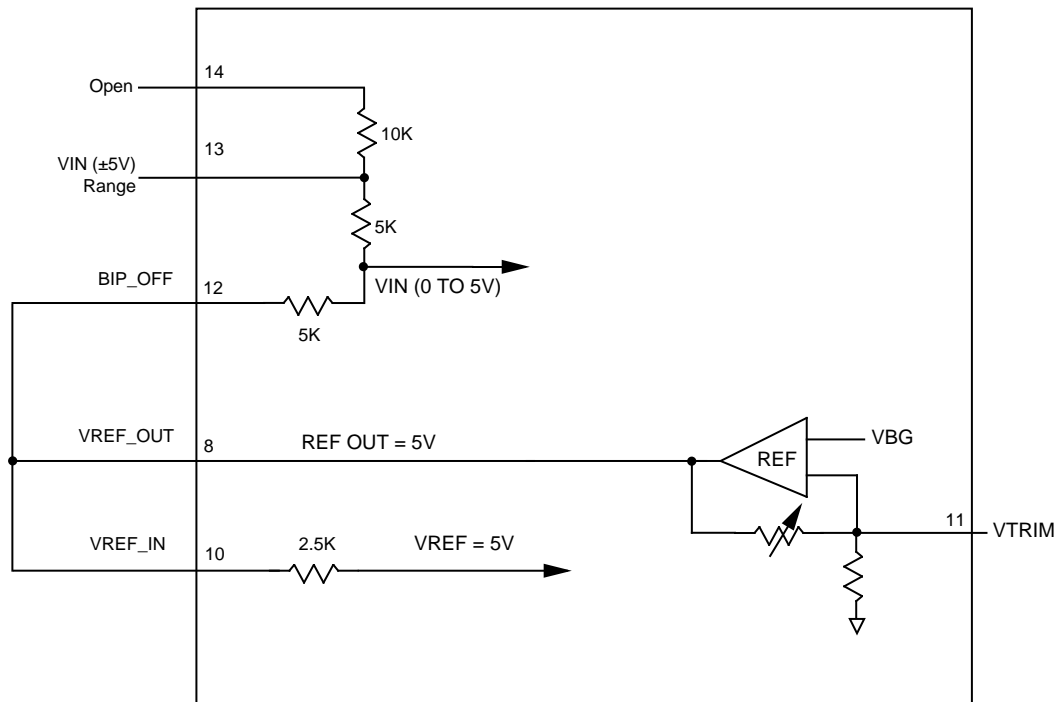 14
Open
10K
13
VIN (±5V)
Range
5K
BIP_OFF
12
VIN (0 TO 5V)
5K
VREF_OUT
8
REF OUT = 5V
REF
VBG
VREF_IN
10
2.5K
VREF = 5V
11
VTRIM